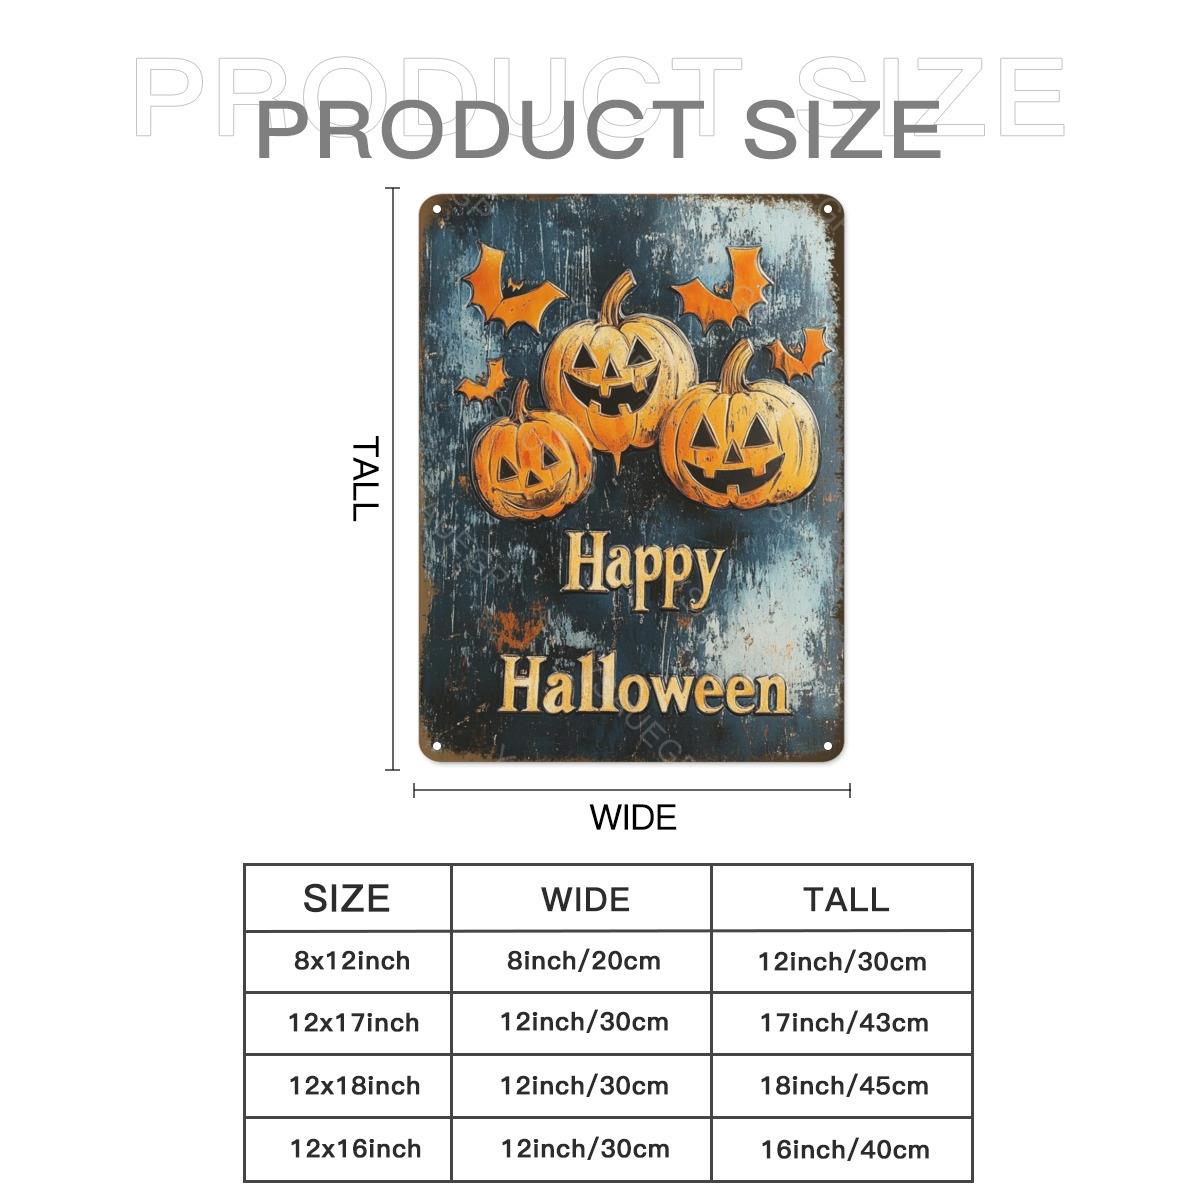 PRODUCT SIZE
PRODUCT SIZE
TALL
Happy
Halloween
WIDE
SIZE WIDE TALL
8x12inch 8inch/20cm 12inch/30cm
12x17inch 12inch/30cm 17inch/43cm
12x18inch 12inch/30cm 18inch/45cm
12x16inch 12inch/30cm 16inch/40cm